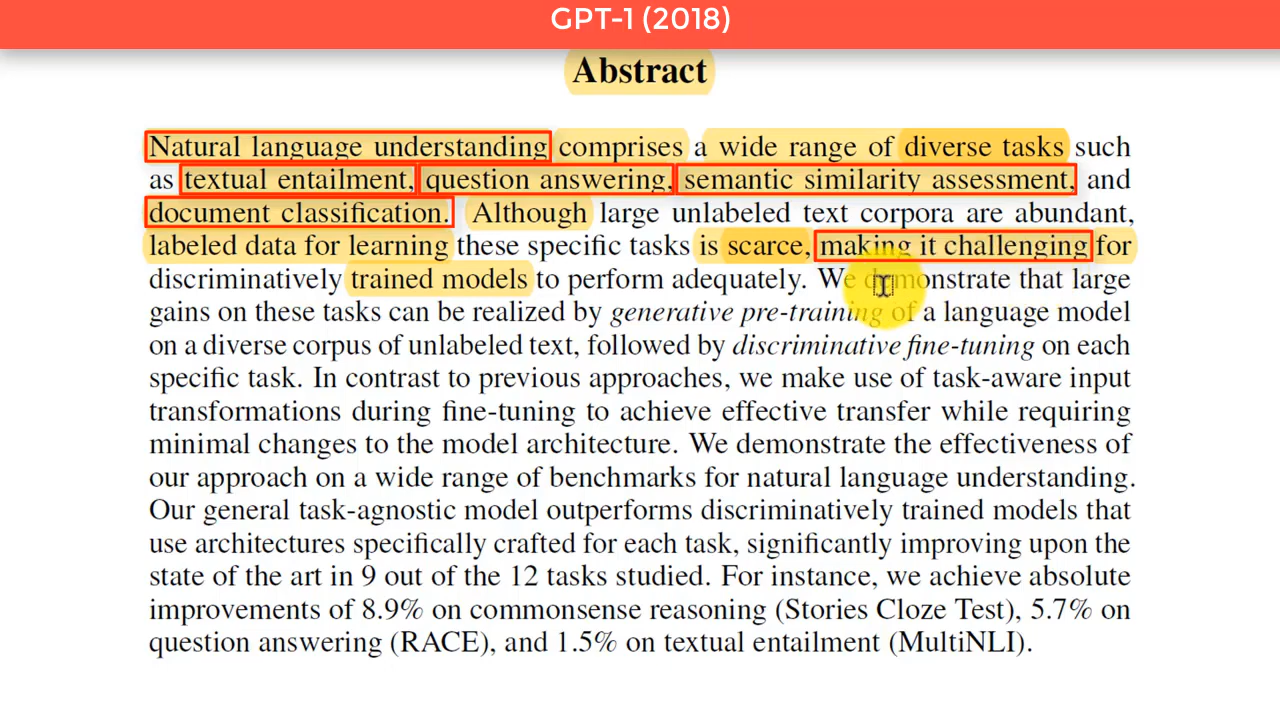 GPT-1 (2018)
Abstract
Natural language understanding comprises a wide range of diverse tasks such
as textual entailment, question answering, semantic similarity assessment, and
document classification. Although large unlabeled text corpora are abundant,
labeled data for learning these specific tasks is scarce, making it challenging for
discriminatively trained models to perform adequately. We demonstrate that large
gains on these tasks can be realized by generative pre-training of a language model
on a diverse corpus of unlabeled text, followed by discriminative fine-tuning on each
specific task. In contrast to previous approaches, we make use of task-aware input
transformations during fine-tuning to achieve effective transfer while requiring
minimal changes to the model architecture. We demonstrate the effectiveness of
our approach on a wide range of benchmarks for natural language understanding.
Our general task-agnostic model outperforms discriminatively trained models that
use architectures specifically crafted for each task, significantly improving upon the
state of the art in 9 out of the 12 tasks studied. For instance, we achieve absolute
improvements of 8.9% on commonsense reasoning (Stories Cloze Test), 5.7% on
question answering (RACE), and 1.5% on textual entailment (MultiNLI).